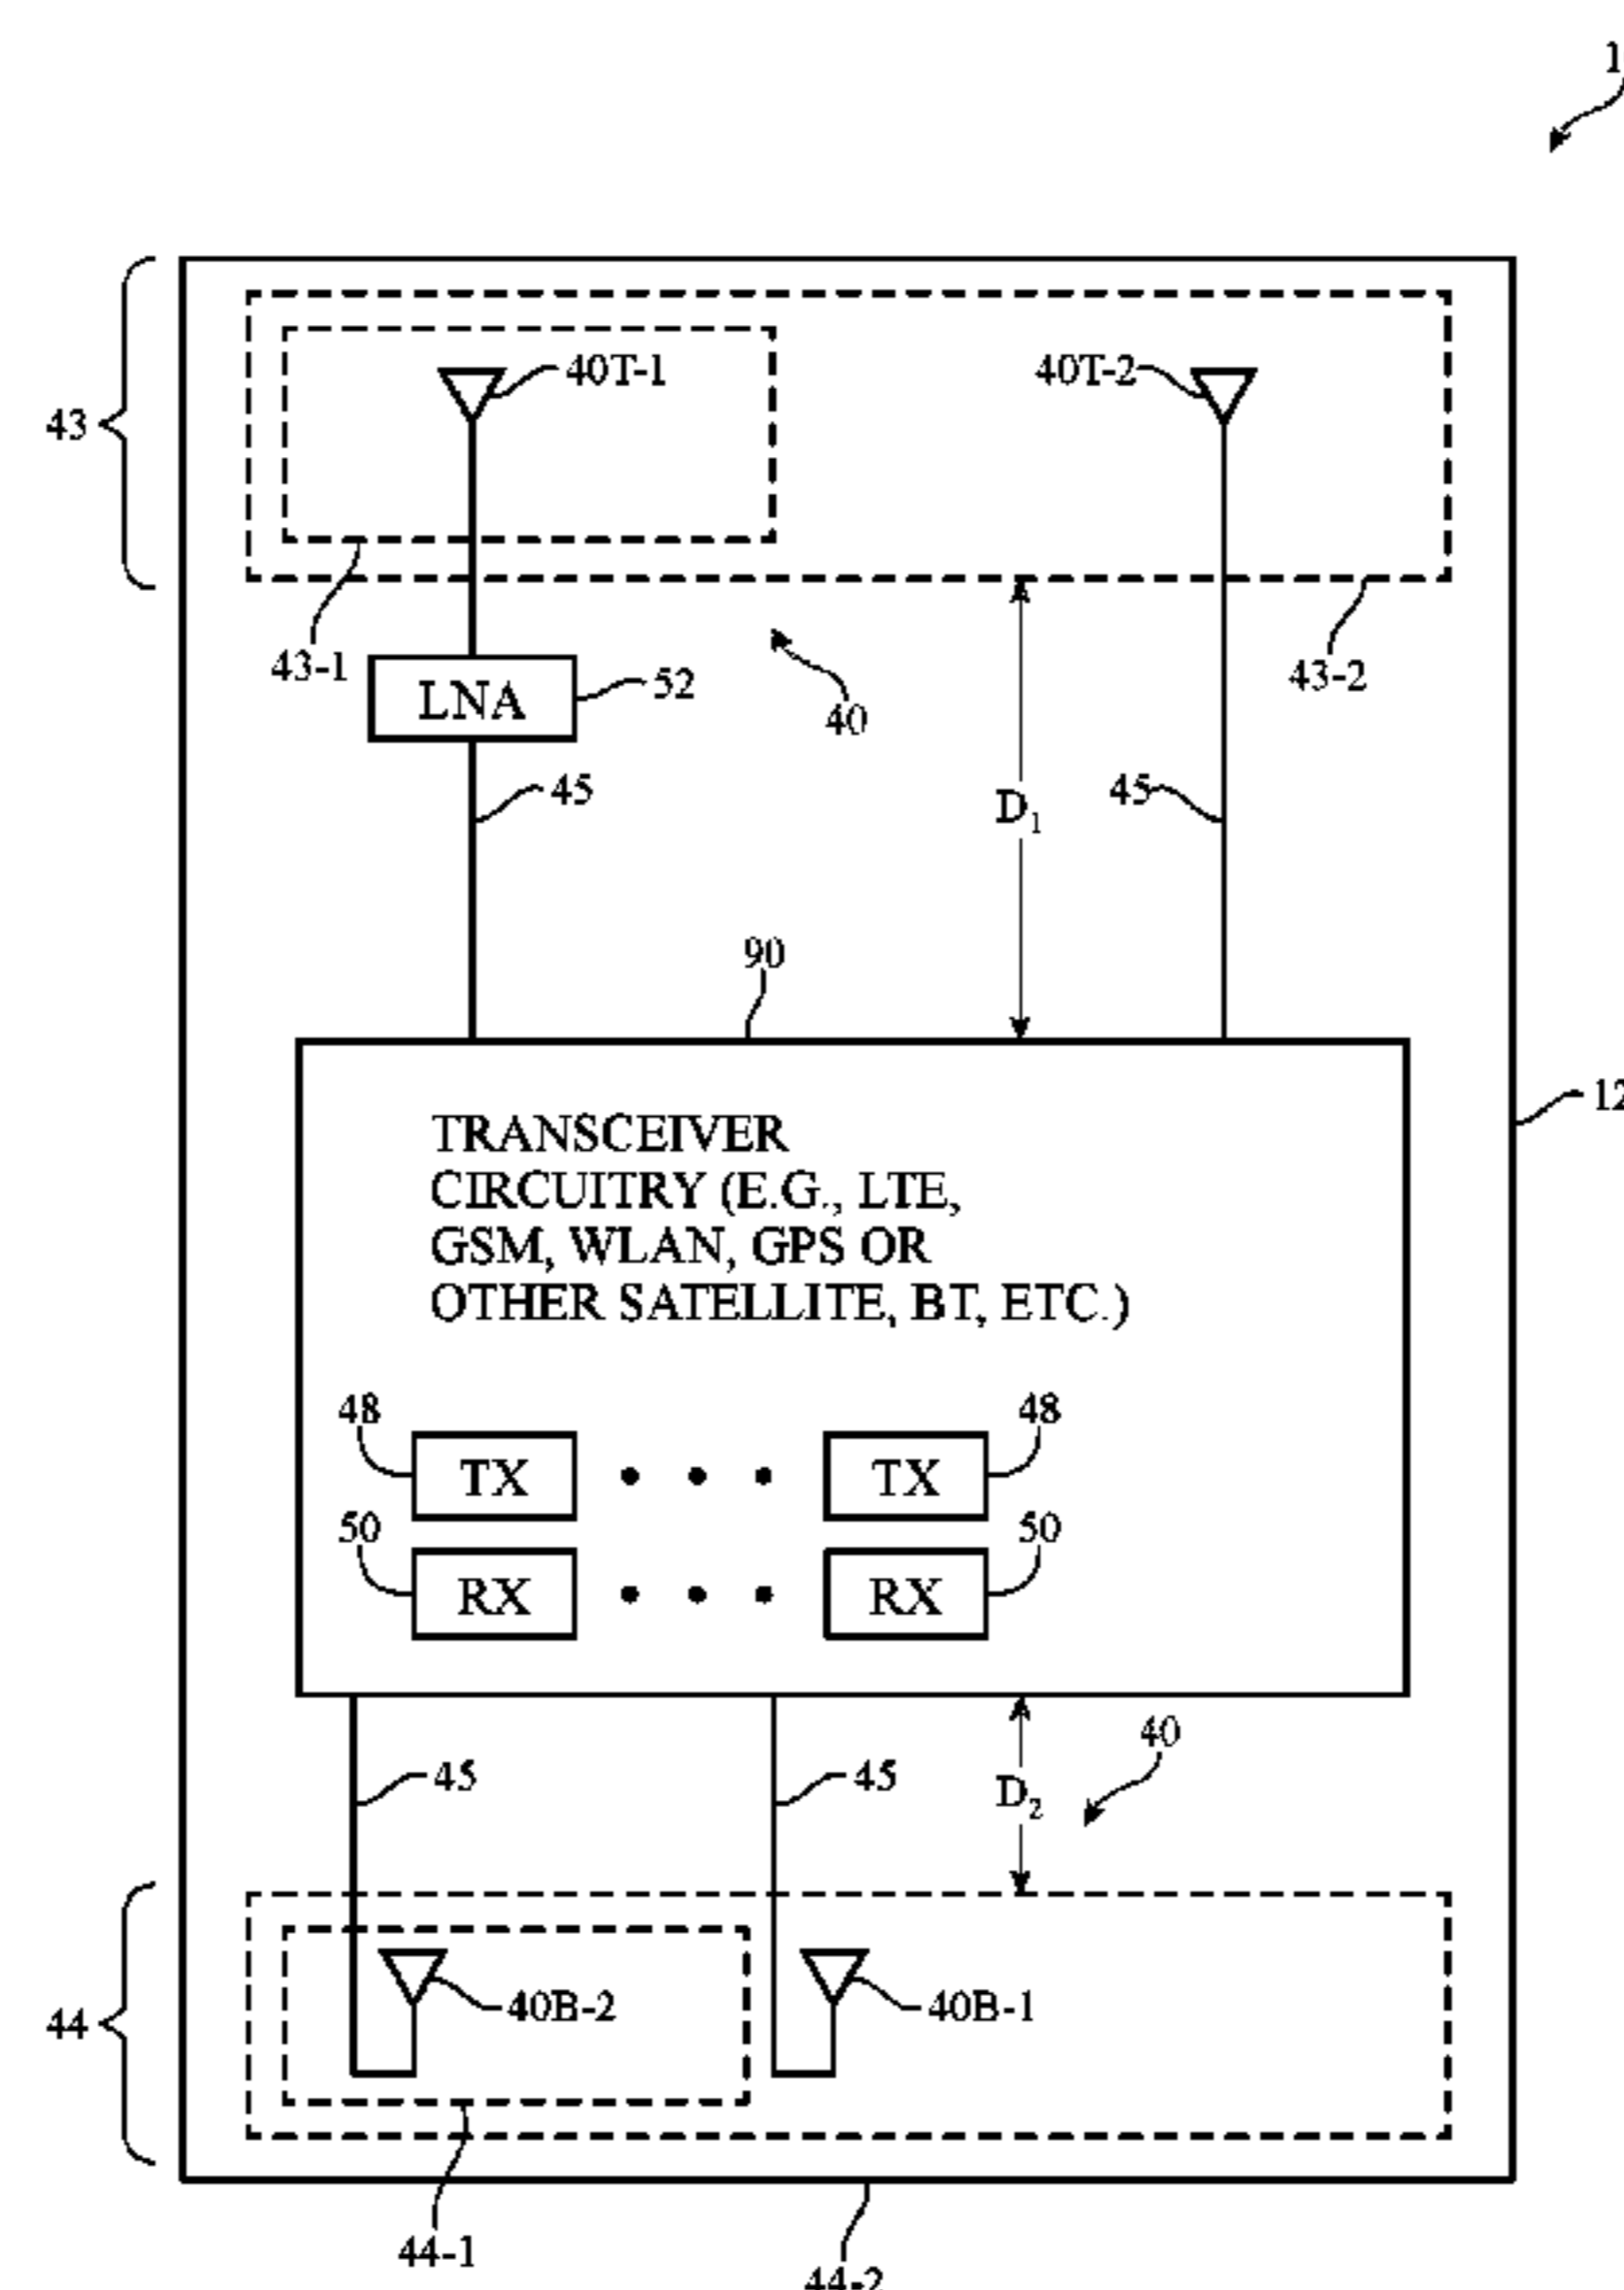 1
43
40T-1
40T-2
43-1
LNA
52
40
43-2
45
D1
45
90
12
TRANSCEIVER
CIRCUITRY (E.G., LTE,
GSM, WLAN, GPS OR
OTHER SATELLITE, BT, ETC.)
48
TX
TX
48
50
RX
RX
50
45
45
D2
40
44
40B-2
40B-1
44-1
44-2